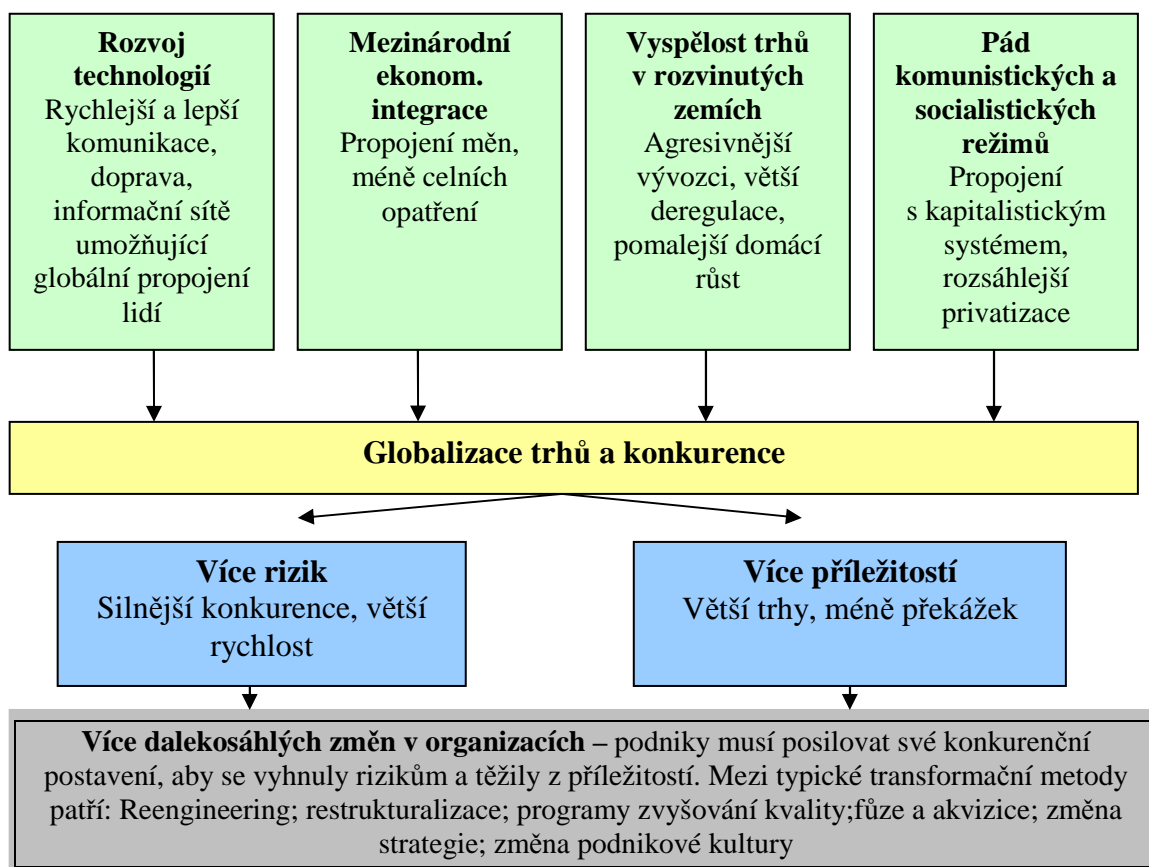 Rozvoj
technologií
Rychlejší a lepší
komunikace,
doprava,
informační sítě
umožňující
globální propojení
lidí
Mezinárodní
ekonom.
integrace
Propojení měn,
méně celních
opatření
Vyspělost trhů
v rozvinutých
zemích
Agresivnější
vývozci, větší
deregulace,
pomalejší domácí
růst
Pád
komunistických a
socialistických
režimů
Propojení
s kapitalistickým
systémem,
rozsáhlejší
privatizace
Globalizace trhů a konkurence
Více rizik
Silnější konkurence, větší
rychlost
Více příležitostí
Větší trhy, méně překážek
Více dalekosáhlých změn v organizacích – podniky musí posilovat své konkurenční
postavení, aby se vyhnuly rizikům a těžily z příležitostí. Mezi typické transformační metody
patří: Reengineering; restrukturalizace; programy zvyšování kvality;fůze a akvizice; změna
strategie; změna podnikové kultury